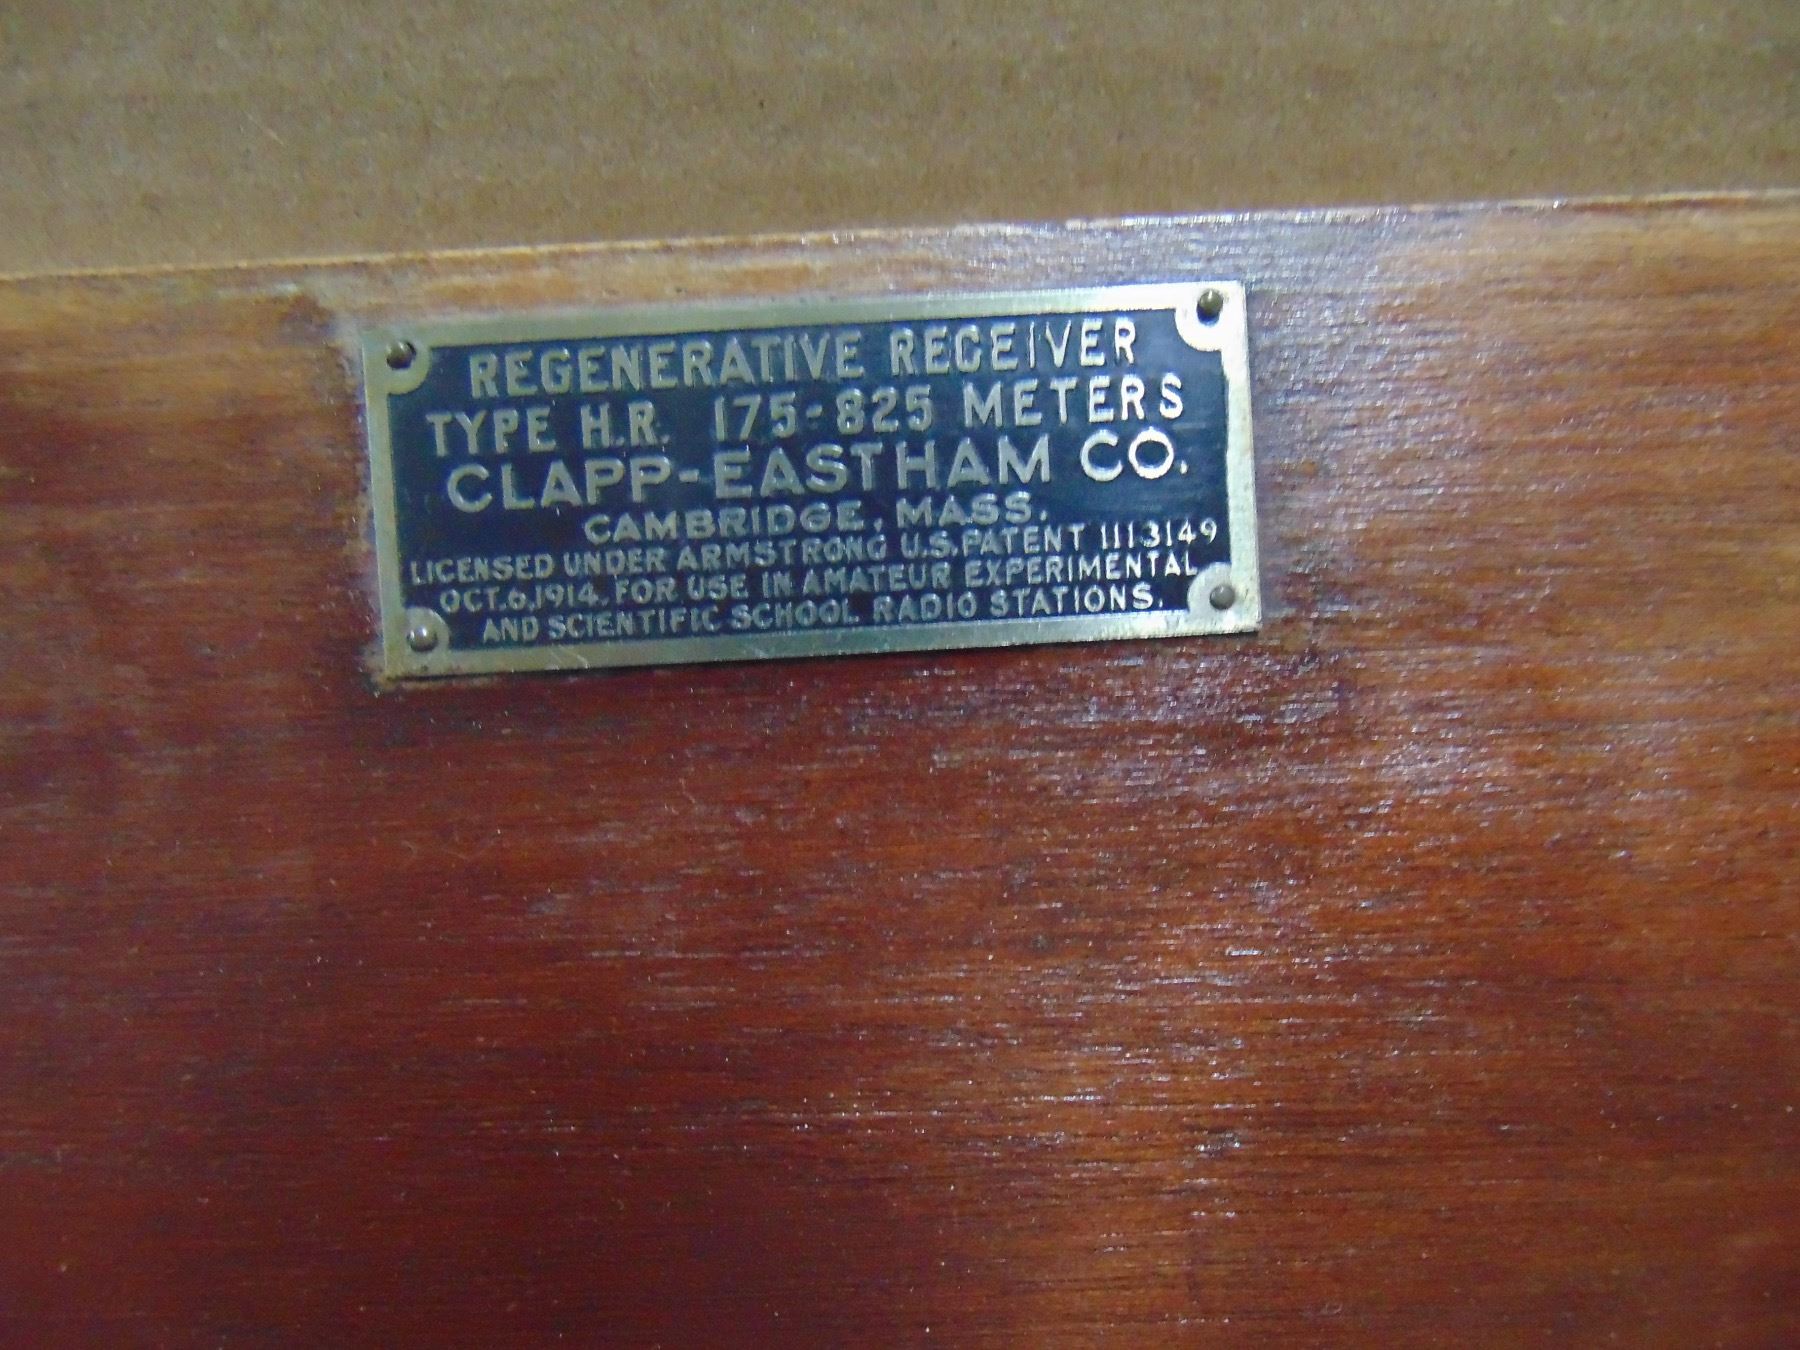 REGENERATIVE RECEIVER
TYPE H.R. 175-825 METERS
CLAPP-EASTHAM CO.
CAMBRIDGE, MASS.
LICENSED UNDER ARMSTRONG U.S. PATENT 1113149
OCT. 6, 1914. FOR USE IN AMATEUR EXPERIMENTAL
AND SCIENTIFIC SCHOOL RADIO STATIONS.